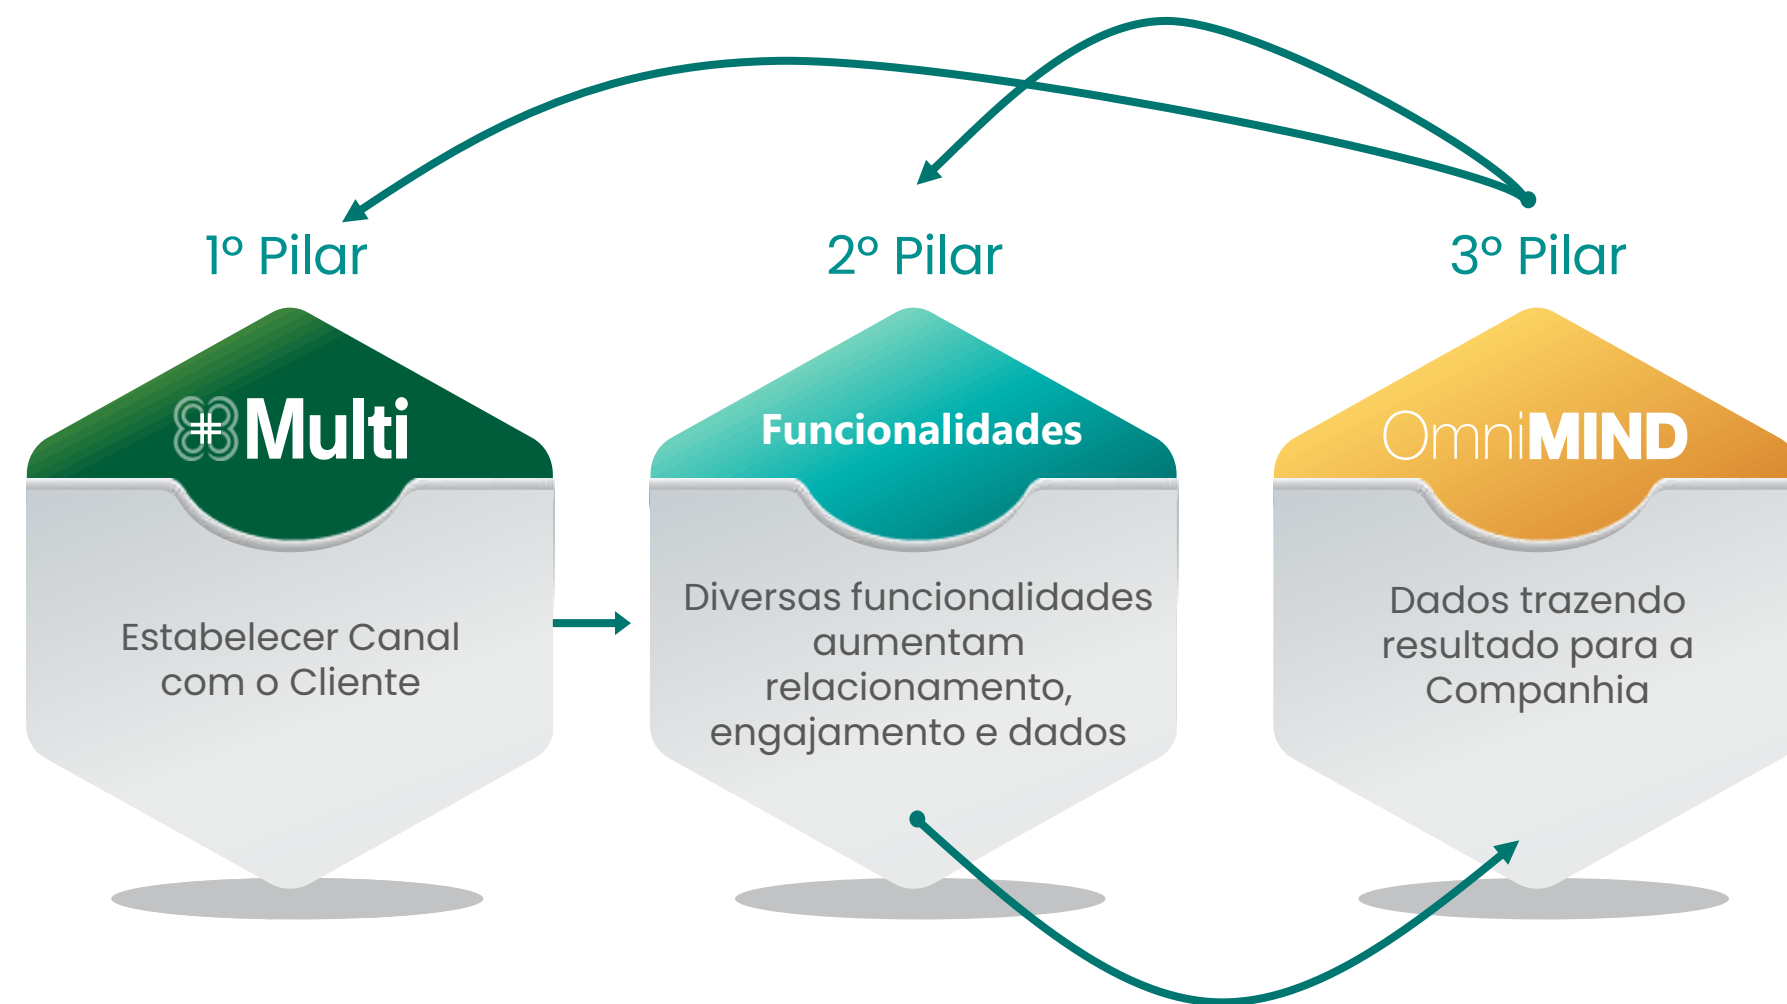 1º Pilar
2º Pilar
3º Pilar
#Multi
Funcionalidades
OmniMIND
Estabelecer Canal
com o Cliente
Diversas funcionalidades
aumentam
relacionamento,
engajamento e dados
Dados trazendo
resultado para a
Companhia